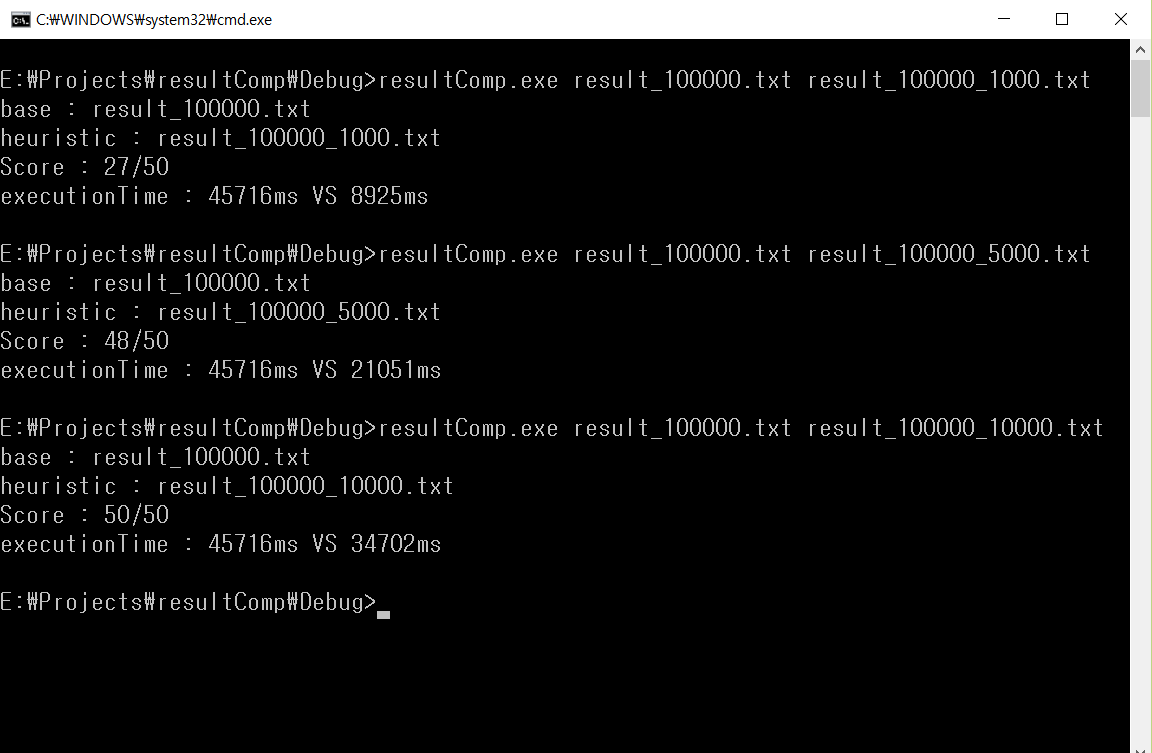 C:₩WINDOWS₩system32₩cmd.exe
E:₩Projects₩resultComp₩Debug>resultComp.exe result_100000.txt result_100000_1000.txt
base : result_100000.txt
heuristic : result_100000_1000.txt
Score : 27/50
executionTime : 45716ms VS 8925ms
E:₩Projects₩resultComp₩Debug>resultComp.exe result_100000.txt result_100000_5000.txt
base : result_100000.txt
heuristic : result_100000_5000.txt
Score : 48/50
executionTime : 45716ms VS 21051ms
E:₩Projects₩resultComp₩Debug>resultComp.exe result_100000.txt result_100000_10000.txt
base : result_100000.txt
heuristic : result_100000_10000.txt
Score : 50/50
executionTime : 45716ms VS 34702ms
E:₩Projects₩resultComp₩Debug>